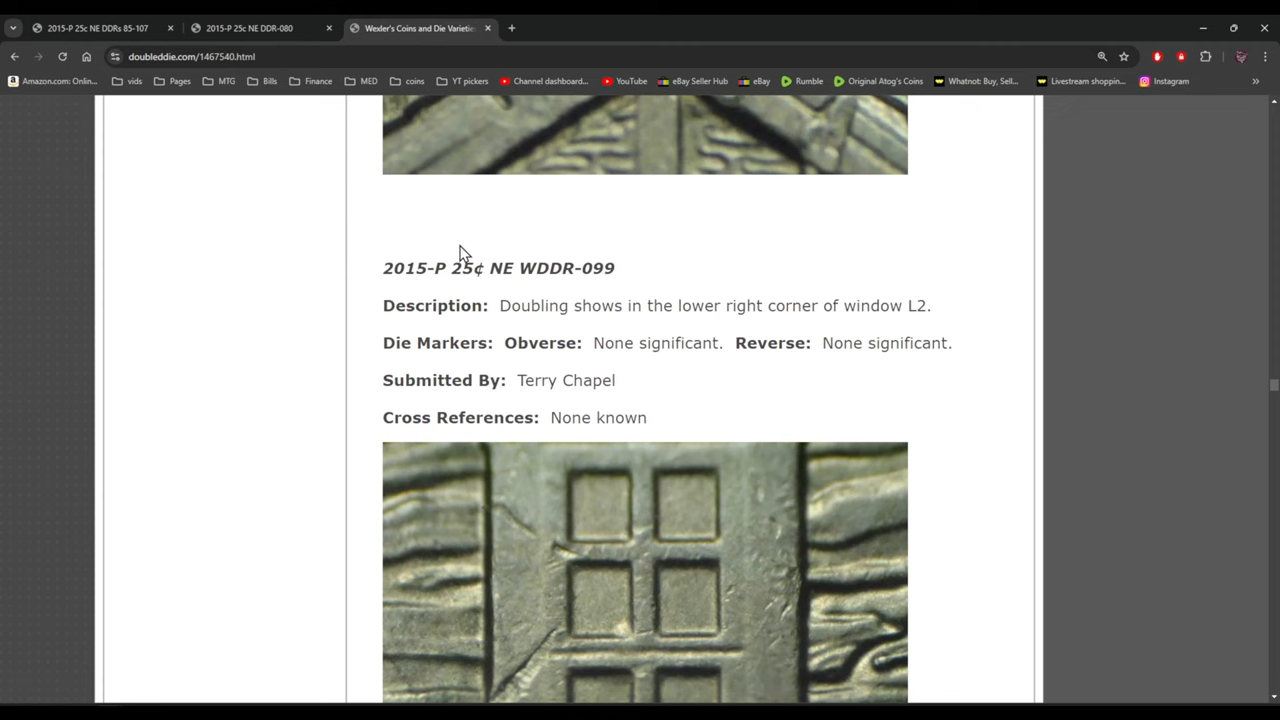 2015-P 25c NE DDRs 85-107
2015-P 25c NE DDR-080
Wexler's Coins and Die Varietie
doubleddie.com/1467540.html
Amazon.com: Onlin...
vids
Pages
MTG
Bills
Finance
MED
coins
YT pickers
Channel dashboard...
YouTube
eBay Seller Hub
eBay
Rumble
Original Atog's Coins
Whatnot: Buy, Sell...
Livestream shoppin...
Instagram
2015-P 25¢ NE WDDR-099
Description: Doubling shows in the lower right corner of window L2.
Die Markers: Obverse: None significant. Reverse: None significant.
Submitted By: Terry Chapel
Cross References: None known